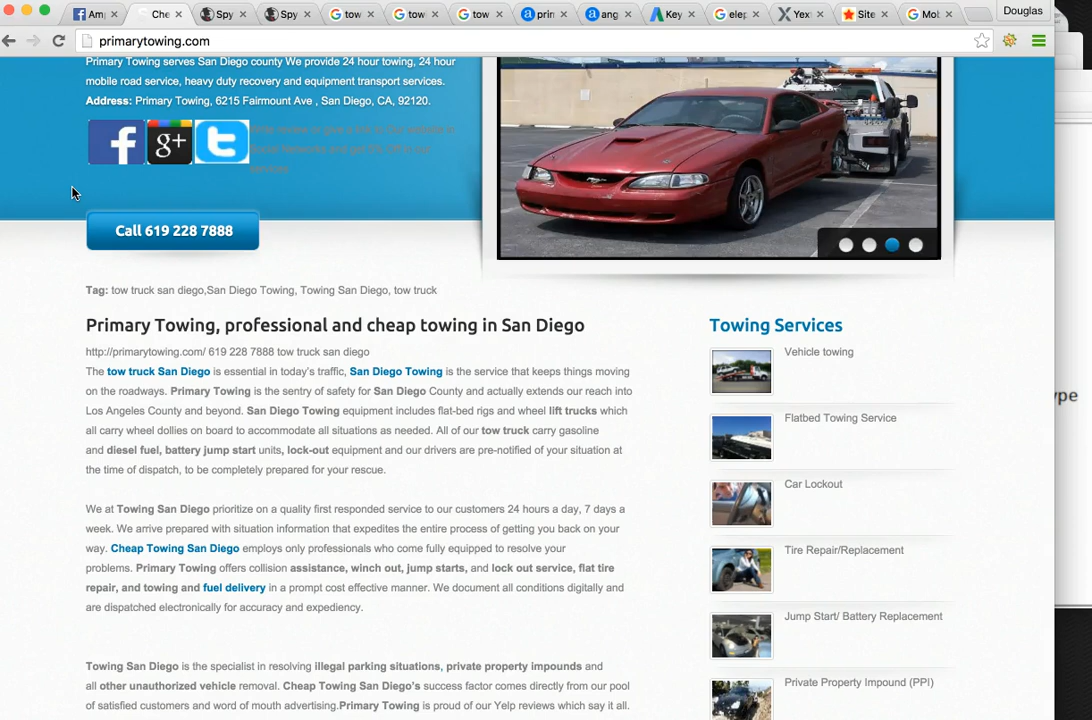 Am
Che
Spy
Spy
tow
tow
tow
prin
ang
Key
elep
Yext
Site
Mob
Douglas
primarytowing.com
Primary Towing serves San Diego county We provide 24 hour towing, 24 hour
mobile road service, heavy duty recovery and equipment transport services.
Address: Primary Towing, 6215 Fairmount Ave , San Diego, CA, 92120.
f
g+
Call 619 228 7888
Tag: tow truck san diego,San Diego Towing, Towing San Diego, tow truck
Primary Towing, professional and cheap towing in San Diego
http://primarytowing.com/ 619 228 7888 tow truck san diego
The tow truck San Diego is essential in today's traffic, San Diego Towing is the service that keeps things moving
on the roadways. Primary Towing is the sentry of safety for San Diego County and actually extends our reach into
Los Angeles County and beyond. San Diego Towing equipment includes flat-bed rigs and wheel lift trucks which
all carry wheel dollies on board to accommodate all situations as needed. All of our tow truck carry gasoline
and diesel fuel, battery jump start units, lock-out equipment and our drivers are pre-notified of your situation at
the time of dispatch, to be completely prepared for your rescue.
We at Towing San Diego prioritize on a quality first responded service to our customers 24 hours a day, 7 days a
week. We arrive prepared with situation information that expedites the entire process of getting you back on your
way. Cheap Towing San Diego employs only professionals who come fully equipped to resolve your
problems. Primary Towing offers collision assistance, winch out, jump starts, and lock out service, flat tire
repair, and towing and fuel delivery in a prompt cost effective manner. We document all conditions digitally and
are dispatched electronically for accuracy and expediency.
Towing San Diego is the specialist in resolving illegal parking situations, private property impounds and
all other unauthorized vehicle removal. Cheap Towing San Diego's success factor comes directly from our pool
of satisfied customers and word of mouth advertising.Primary Towing is proud of our Yelp reviews which say it all.
Towing Services
Vehicle towing
Flatbed Towing Service
Car Lockout
Tire Repair/Replacement
Jump Start/ Battery Replacement
Private Property Impound (PPI)
ype